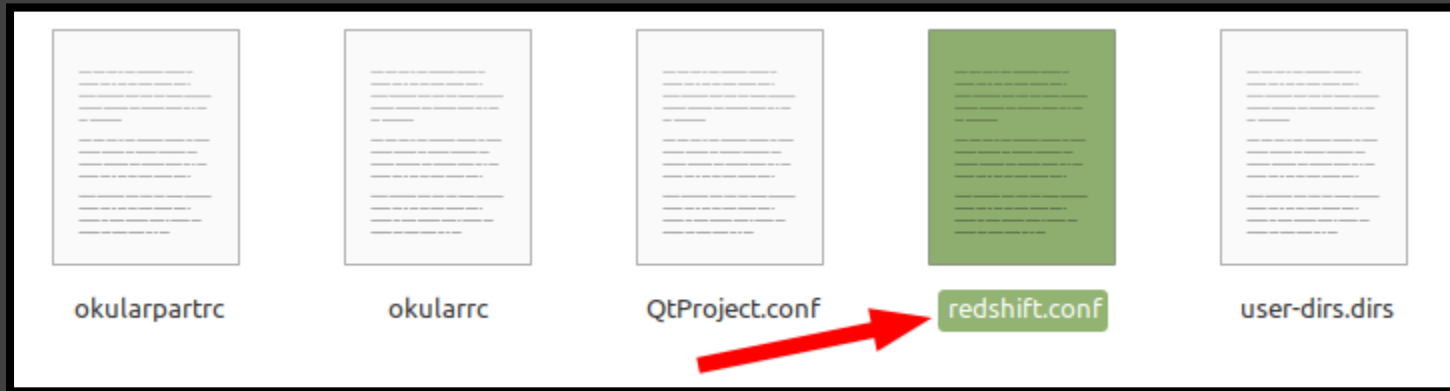 okularpartrc
okularrc
QtProject.conf
redshift.conf
user-dirs.dirs